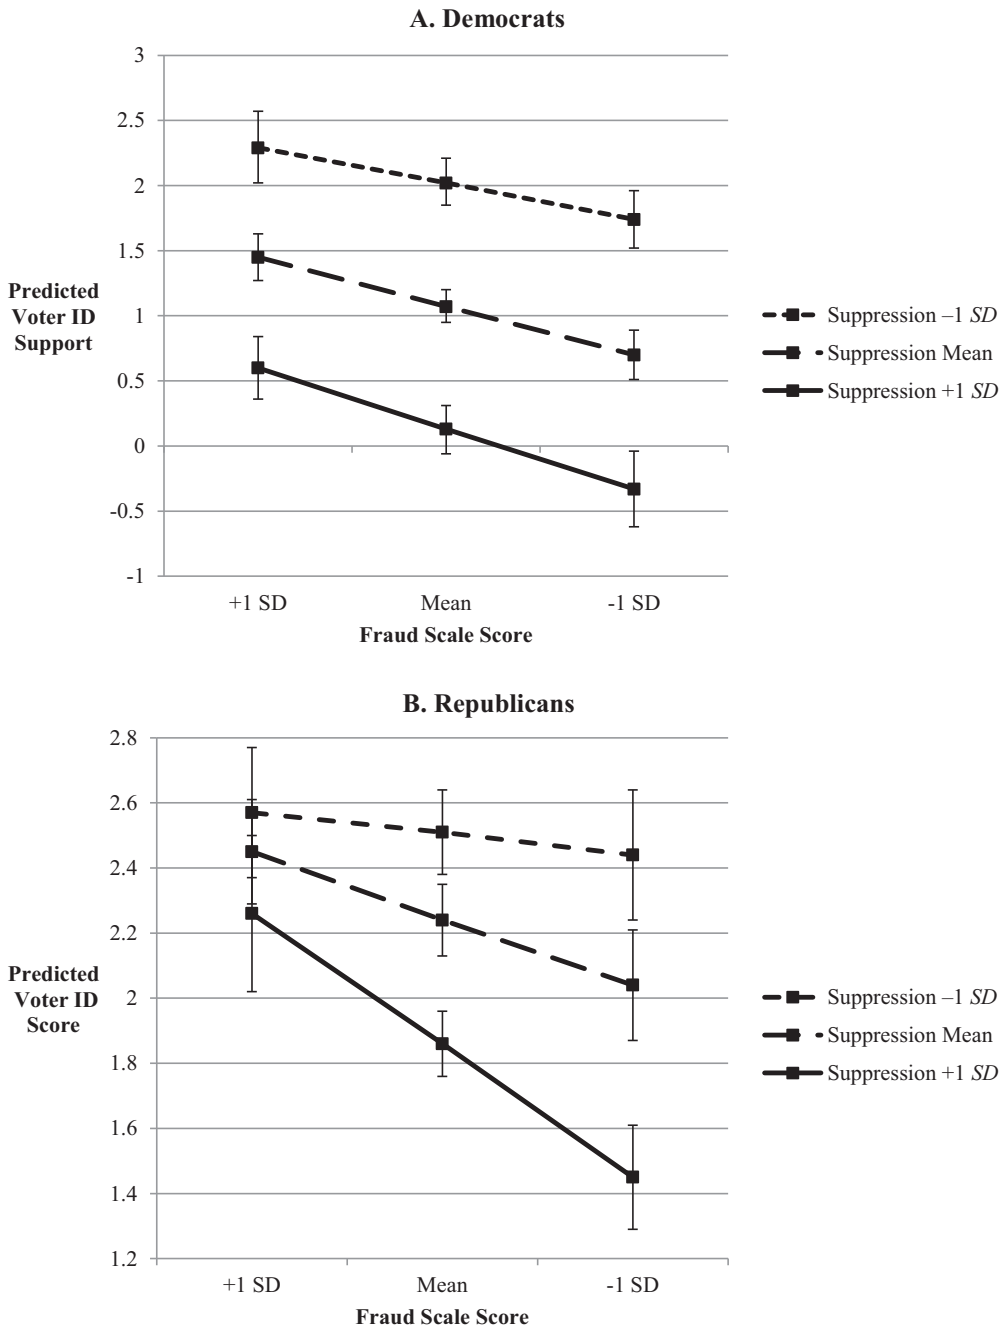 A. Democrats
3
2.5
2
1.5
1
0.5
0
-0.5
-1
Predicted
Voter ID
Support
+1 SD
Mean
-1 SD
Fraud Scale Score
Suppression –1 SD
Suppression Mean
Suppression +1 SD
B. Republicans
2.8
2.6
2.4
2.2
2
1.8
1.6
1.4
1.2
Predicted
Voter ID
Score
+1 SD
Mean
-1 SD
Fraud Scale Score
Suppression –1 SD
Suppression Mean
Suppression +1 SD